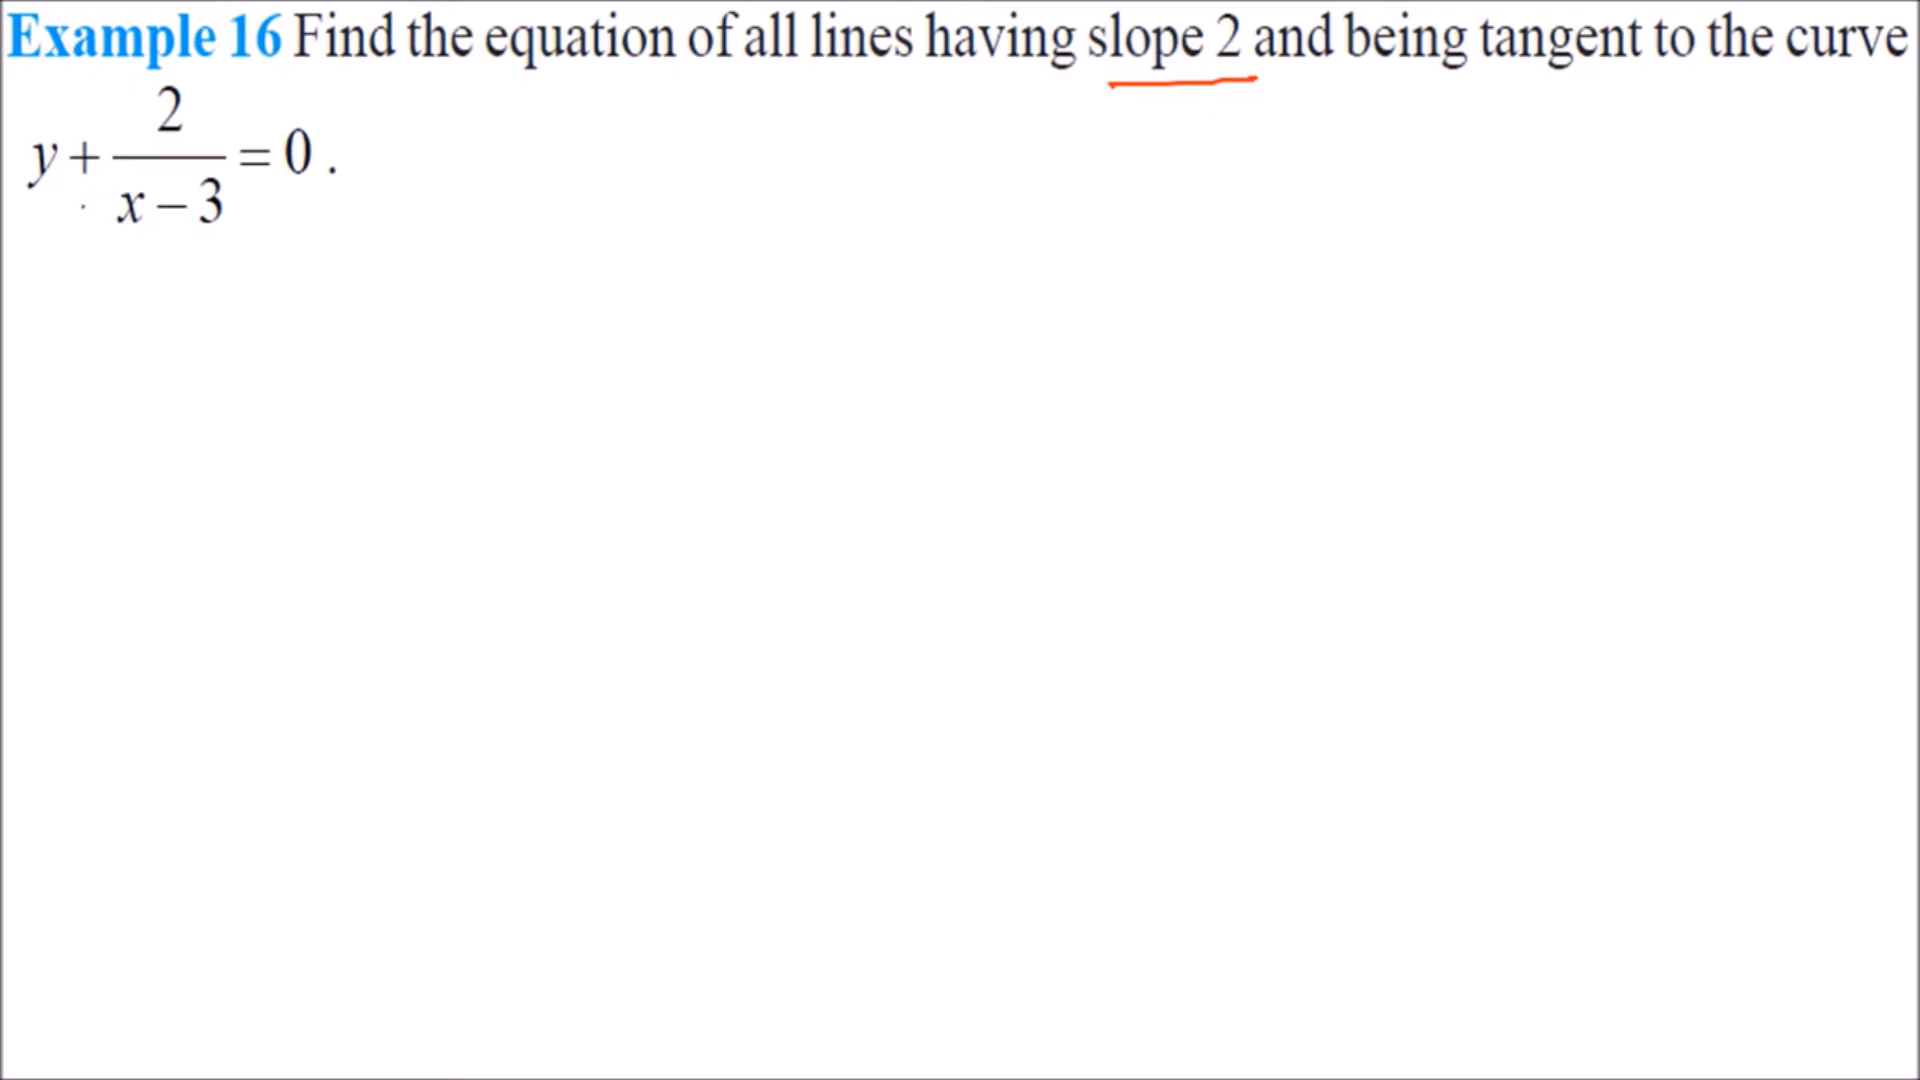 Example 16 Find the equation of all lines having slope 2 and being tangent to the curve
y + 2/(x − 3) = 0 .